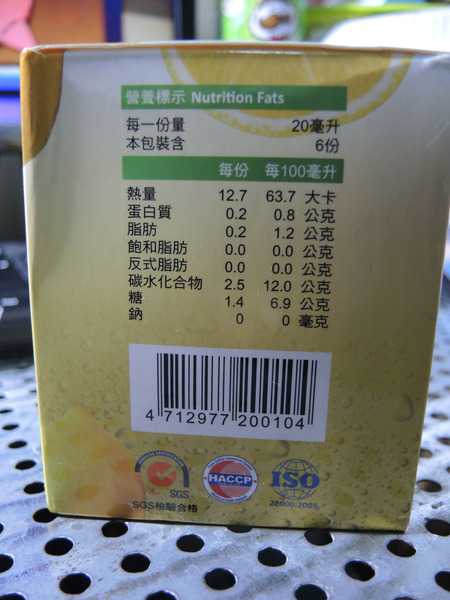 營養標示 Nutrition Fats
每一份量 20毫升
本包裝含 6份
每份 每100毫升
熱量 12.7 63.7 大卡
蛋白質 0.2 0.8 公克
脂肪 0.2 1.2 公克
飽和脂肪 0.0 0.0 公克
反式脂肪 0.0 0.0 公克
碳水化合物 2.5 12.0 公克
糖 1.4 6.9 公克
鈉 0 0 毫克
4 712977 200104
SGS HACCP ISO
SGS檢驗合格 22000:2005